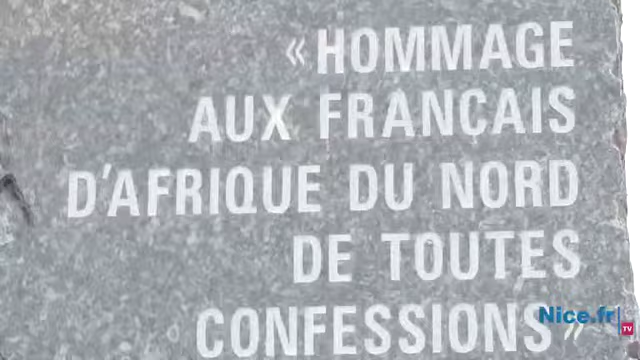 « HOMMAGE
AUX FRANCAIS
D'AFRIQUE DU NORD
DE TOUTES
CONFESSIONS »
Nice.fr
TV